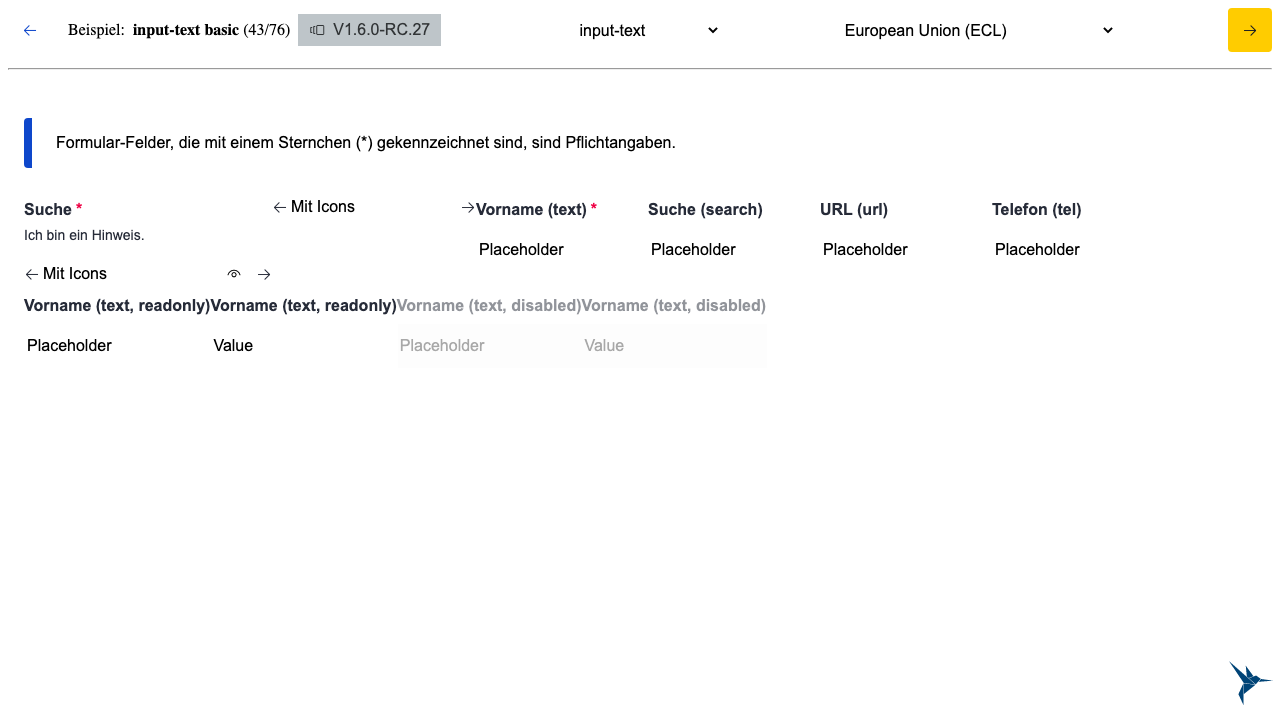 Beispiel: input-text basic (43/76) V1.6.0-RC.27 input-text European Union (ECL)
Formular-Felder, die mit einem Sternchen (*) gekennzeichnet sind, sind Pflichtangaben.
Suche * Mit Icons Vorname (text) * Suche (search) URL (url) Telefon (tel)
Ich bin ein Hinweis.
Placeholder Placeholder Placeholder Placeholder
Mit Icons
Vorname (text, readonly) Vorname (text, readonly) Vorname (text, disabled) Vorname (text, disabled)
Placeholder Value Placeholder Value